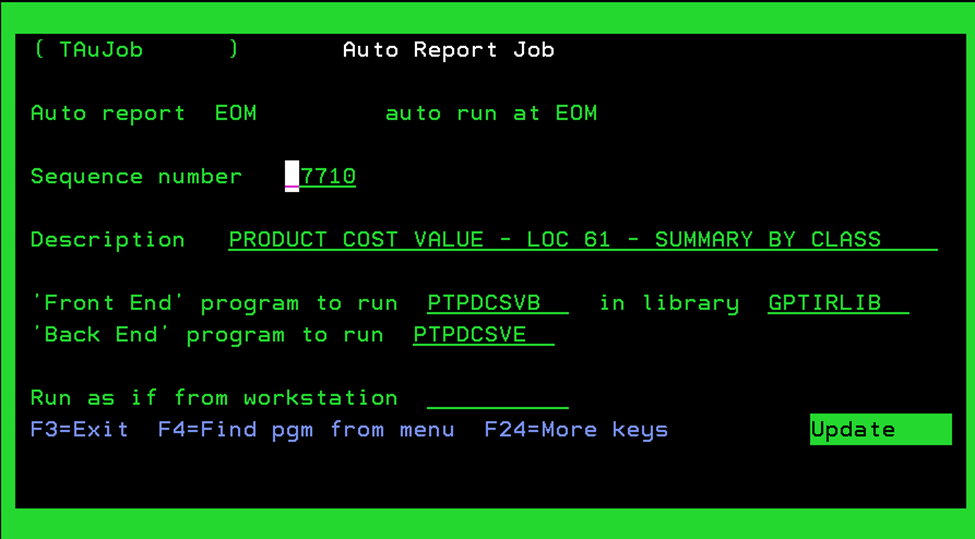 ( TAuJob ) Auto Report Job
Auto report EOM auto run at EOM
Sequence number 7710
Description PRODUCT COST VALUE - LOC 61 - SUMMARY BY CLASS
'Front End' program to run PTPDCSVB in library GPTIRLIB
'Back End' program to run PTPDCSVE
Run as if from workstation
F3=Exit F4=Find pgm from menu F24=More keys Update